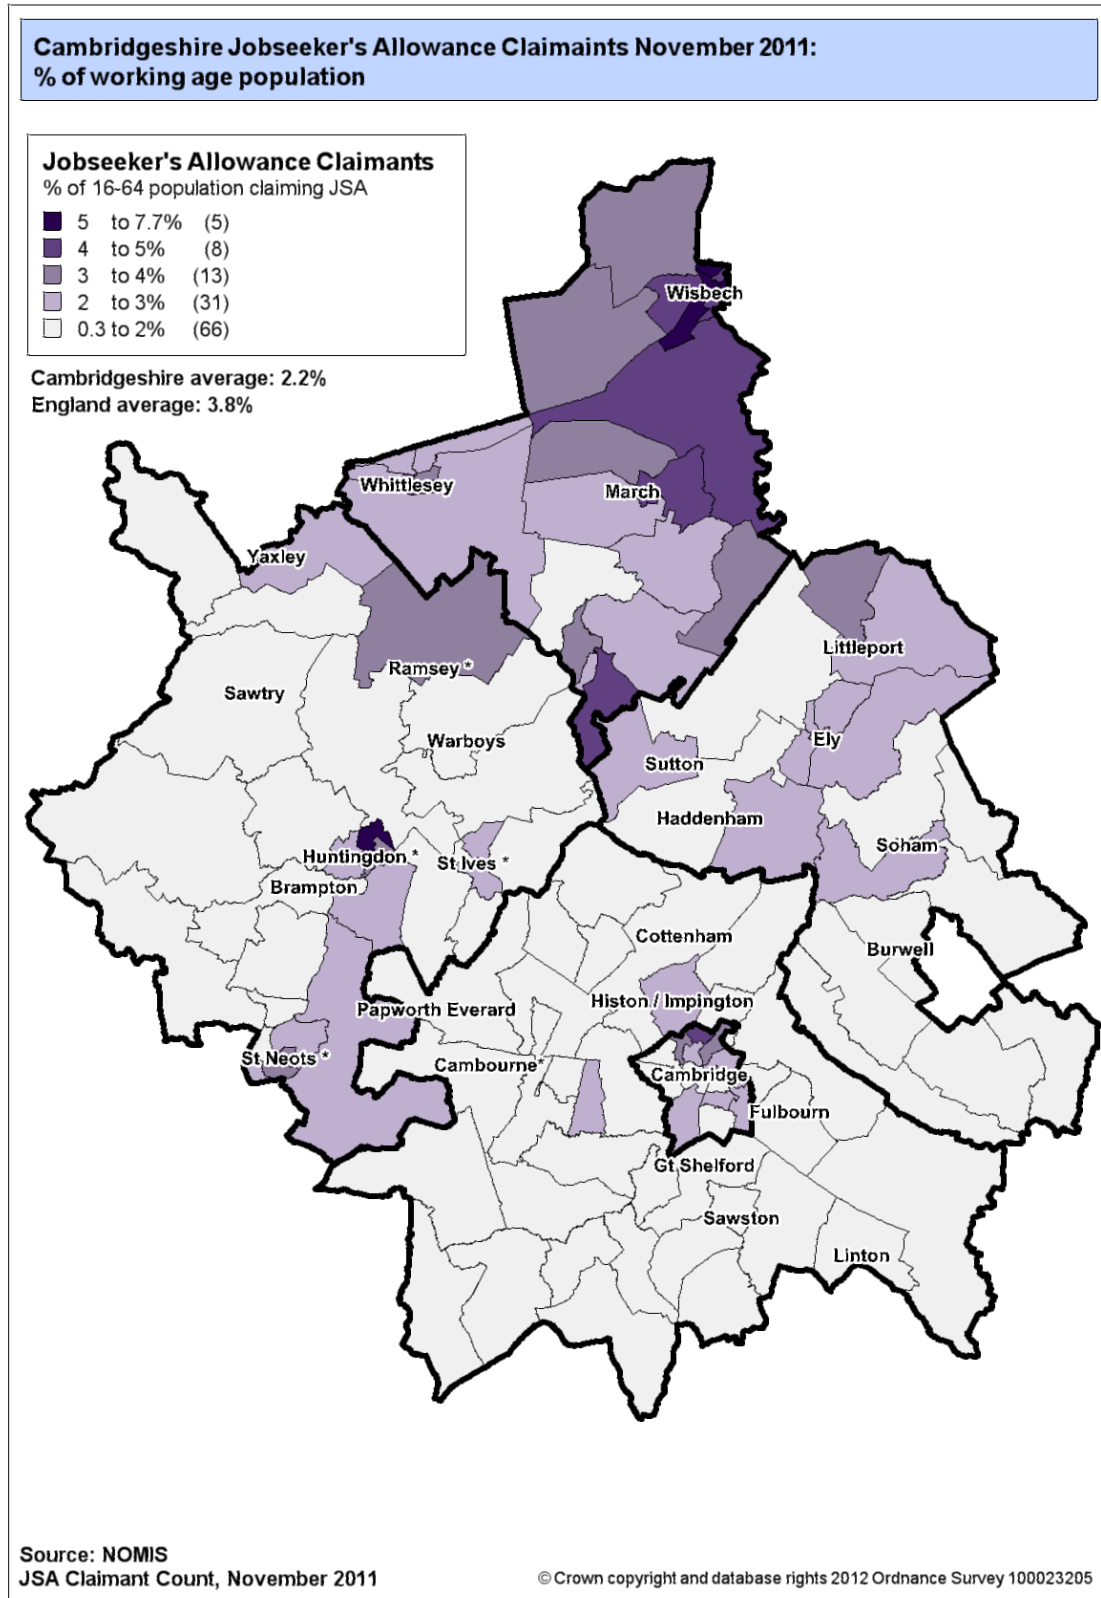 Cambridgeshire Jobseeker's Allowance Claimaints November 2011:
% of working age population
Jobseeker's Allowance Claimants
% of 16-64 population claiming JSA
5 to 7.7% (5)
4 to 5% (8)
3 to 4% (13)
2 to 3% (31)
0.3 to 2% (66)
Cambridgeshire average: 2.2%
England average: 3.8%
Wisbech
Whittlesey
March
Yaxley
Littleport
Ramsey *
Sawtry
Ely
Warboys
Sutton
Haddenham
Soham
Huntingdon *
St Ives *
Brampton
Cottenham
Burwell
Histon / Impington
Papworth Everard
St Neots *
Cambourne*
Cambridge
Fulbourn
Gt Shelford
Sawston
Linton
Source: NOMIS
JSA Claimant Count, November 2011
© Crown copyright and database rights 2012 Ordnance Survey 100023205